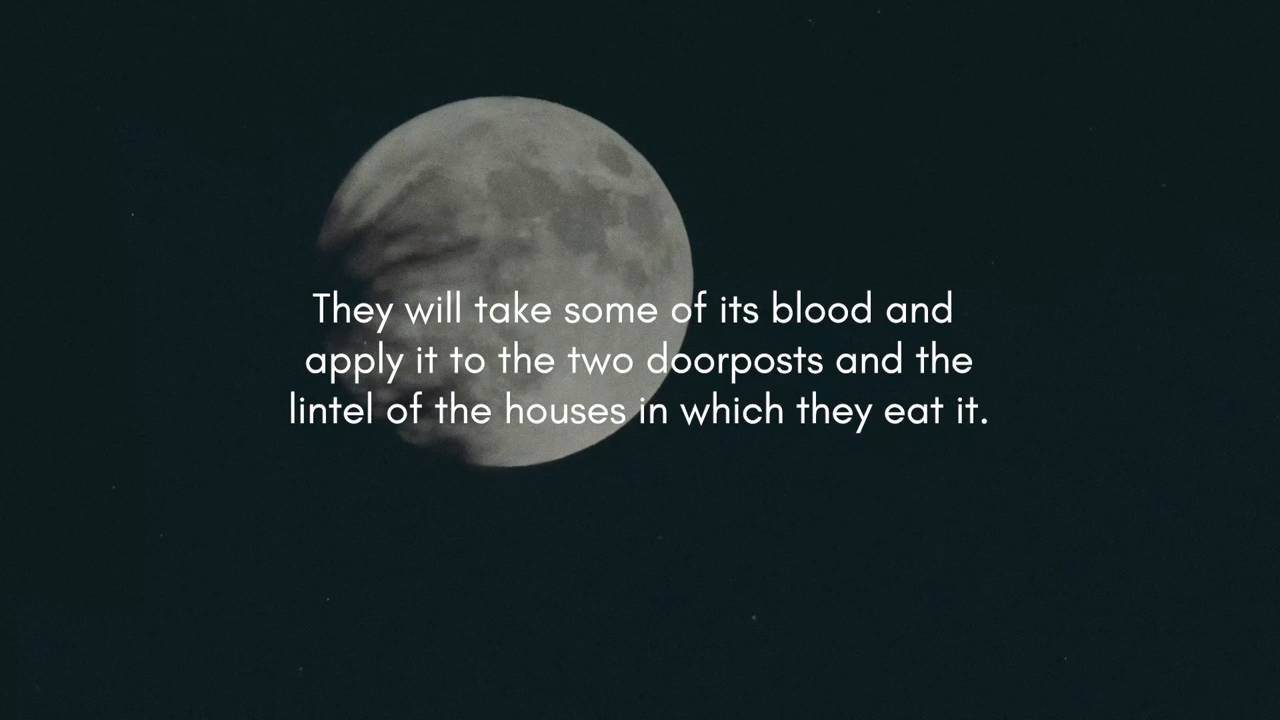 They will take some of its blood and
apply it to the two doorposts and the
lintel of the houses in which they eat it.